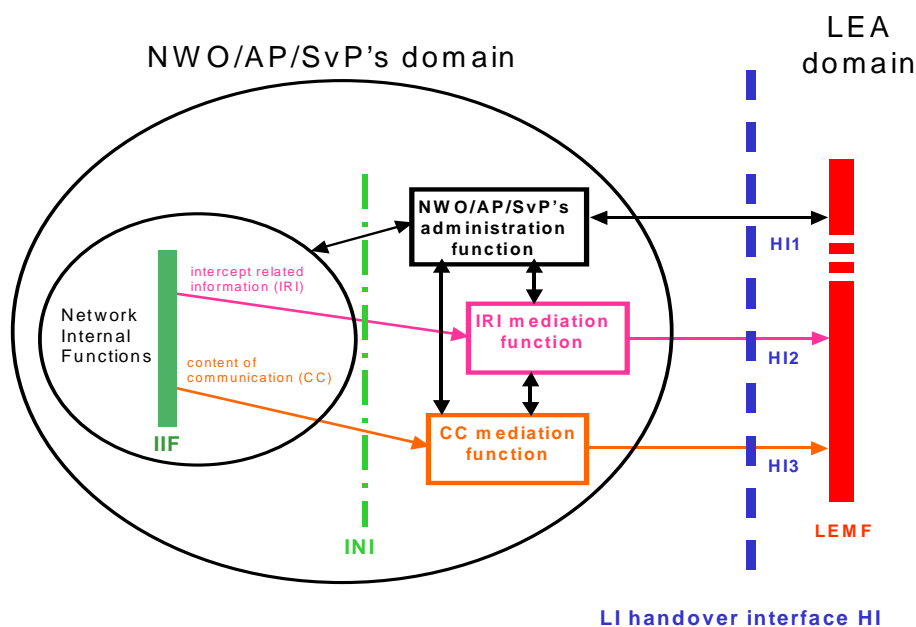 LEA
domain
NWO/AP/SvP's domain
NWO/AP/SvP's
administration
function
HI1
intercept related
information (IRI)
Network
Internal
Functions
IRI mediation
function
HI2
content of
communication (CC)
IIF
CC mediation
function
HI3
INI
LEMF
LI handover interface HI